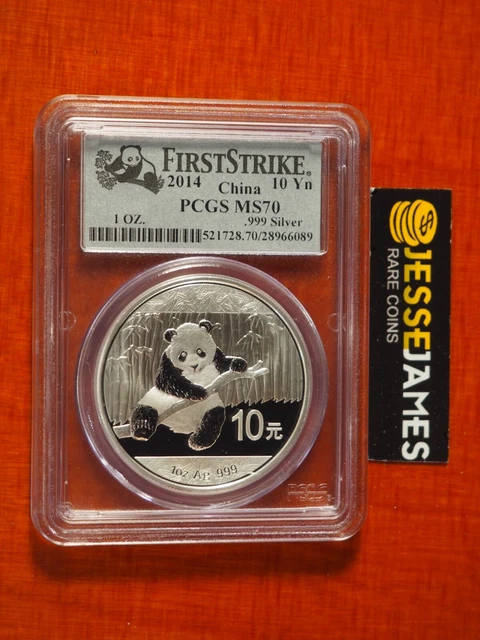 FIRSTSTRIKE®
2014 China 10 Yn
PCGS MS70
1 OZ. .999 Silver
521728.70/28966089
10元
1oz Ag .999
PCGS
JESSEJAMES
RARE COINS